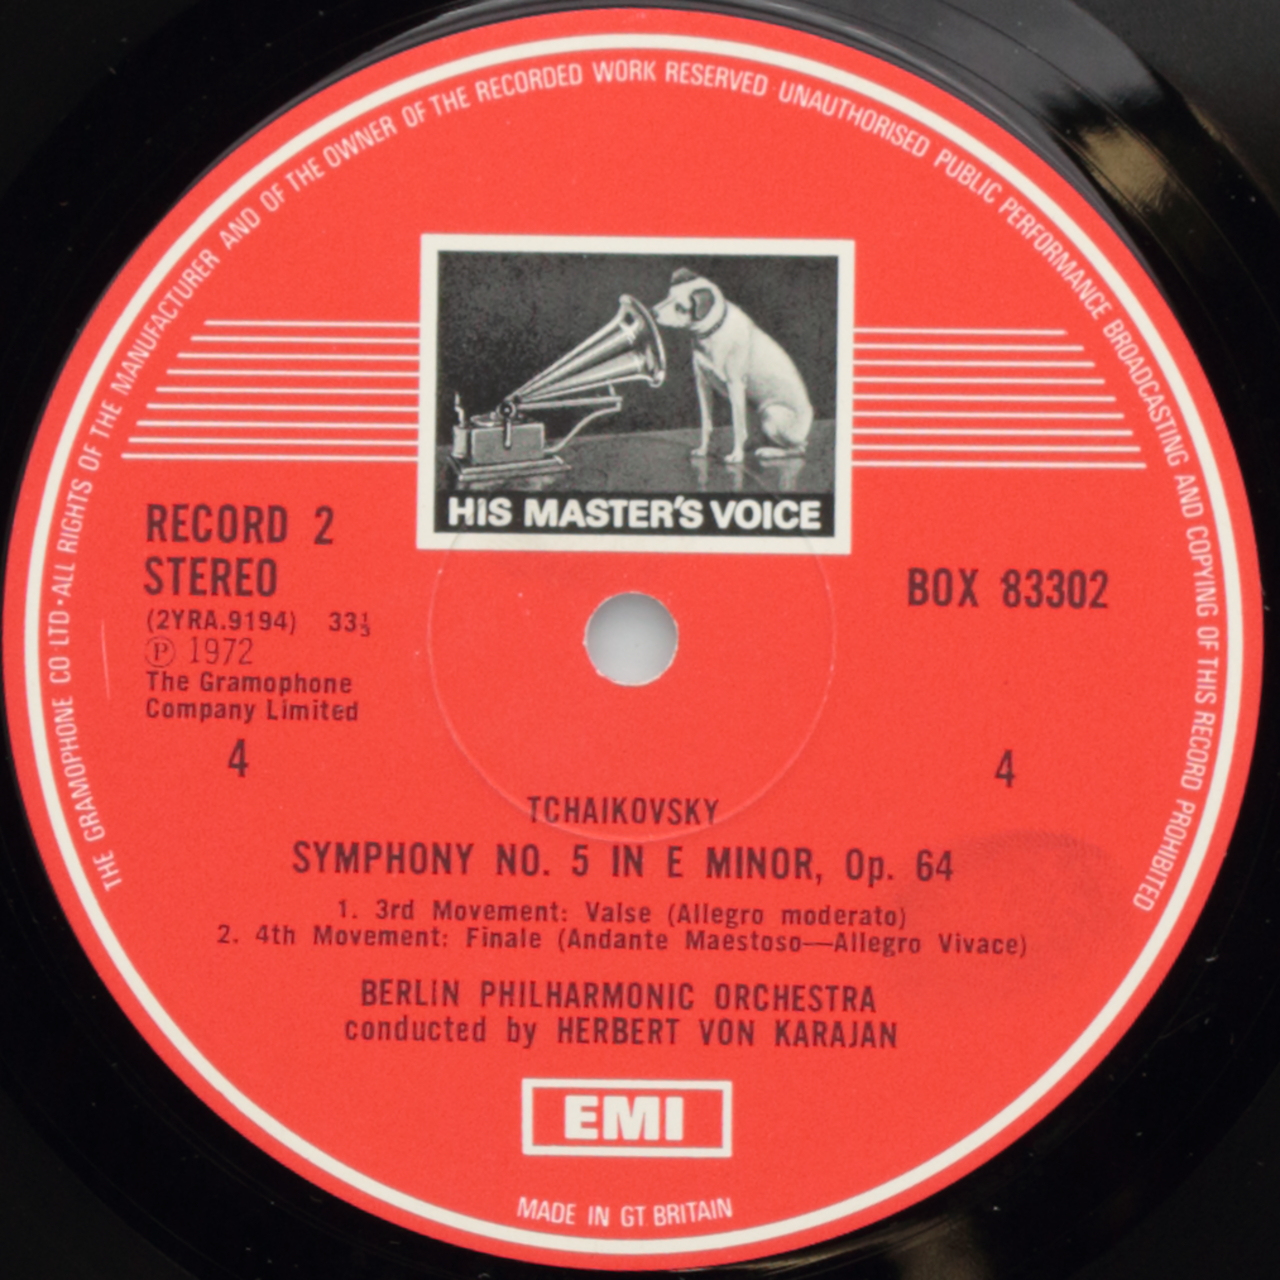 THE GRAMOPHONE CO LTD·ALL RIGHTS OF THE MANUFACTURER AND OF THE OWNER OF THE RECORDED WORK RESERVED UNAUTHORISED PUBLIC PERFORMANCE BROADCASTING AND COPYING OF THIS RECORD PROHIBITED
HIS MASTER'S VOICE
RECORD 2
STEREO
BOX 83302
(2YRA.9194) 33⅓
℗ 1972
The Gramophone
Company Limited
4 4
TCHAIKOVSKY
SYMPHONY NO. 5 IN E MINOR, Op. 64
1. 3rd Movement: Valse (Allegro moderato)
2. 4th Movement: Finale (Andante Maestoso—Allegro Vivace)
BERLIN PHILHARMONIC ORCHESTRA
conducted by HERBERT VON KARAJAN
EMI
MADE IN GT BRITAIN